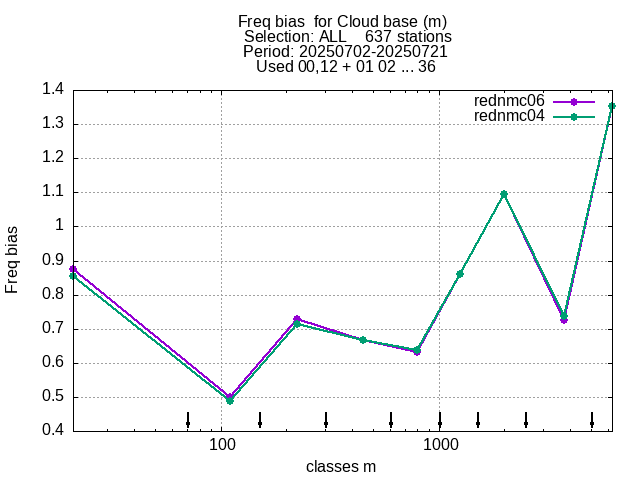 Freq bias  for Cloud base (m)
Selection: ALL    637 stations
Period: 20250702-20250721
Used 00,12 + 01 02 ... 36
rednmc06
rednmc04
1.4
1.3
1.2
1.1
1
0.9
0.8
0.7
0.6
0.5
0.4
Freq bias
100
1000
classes m